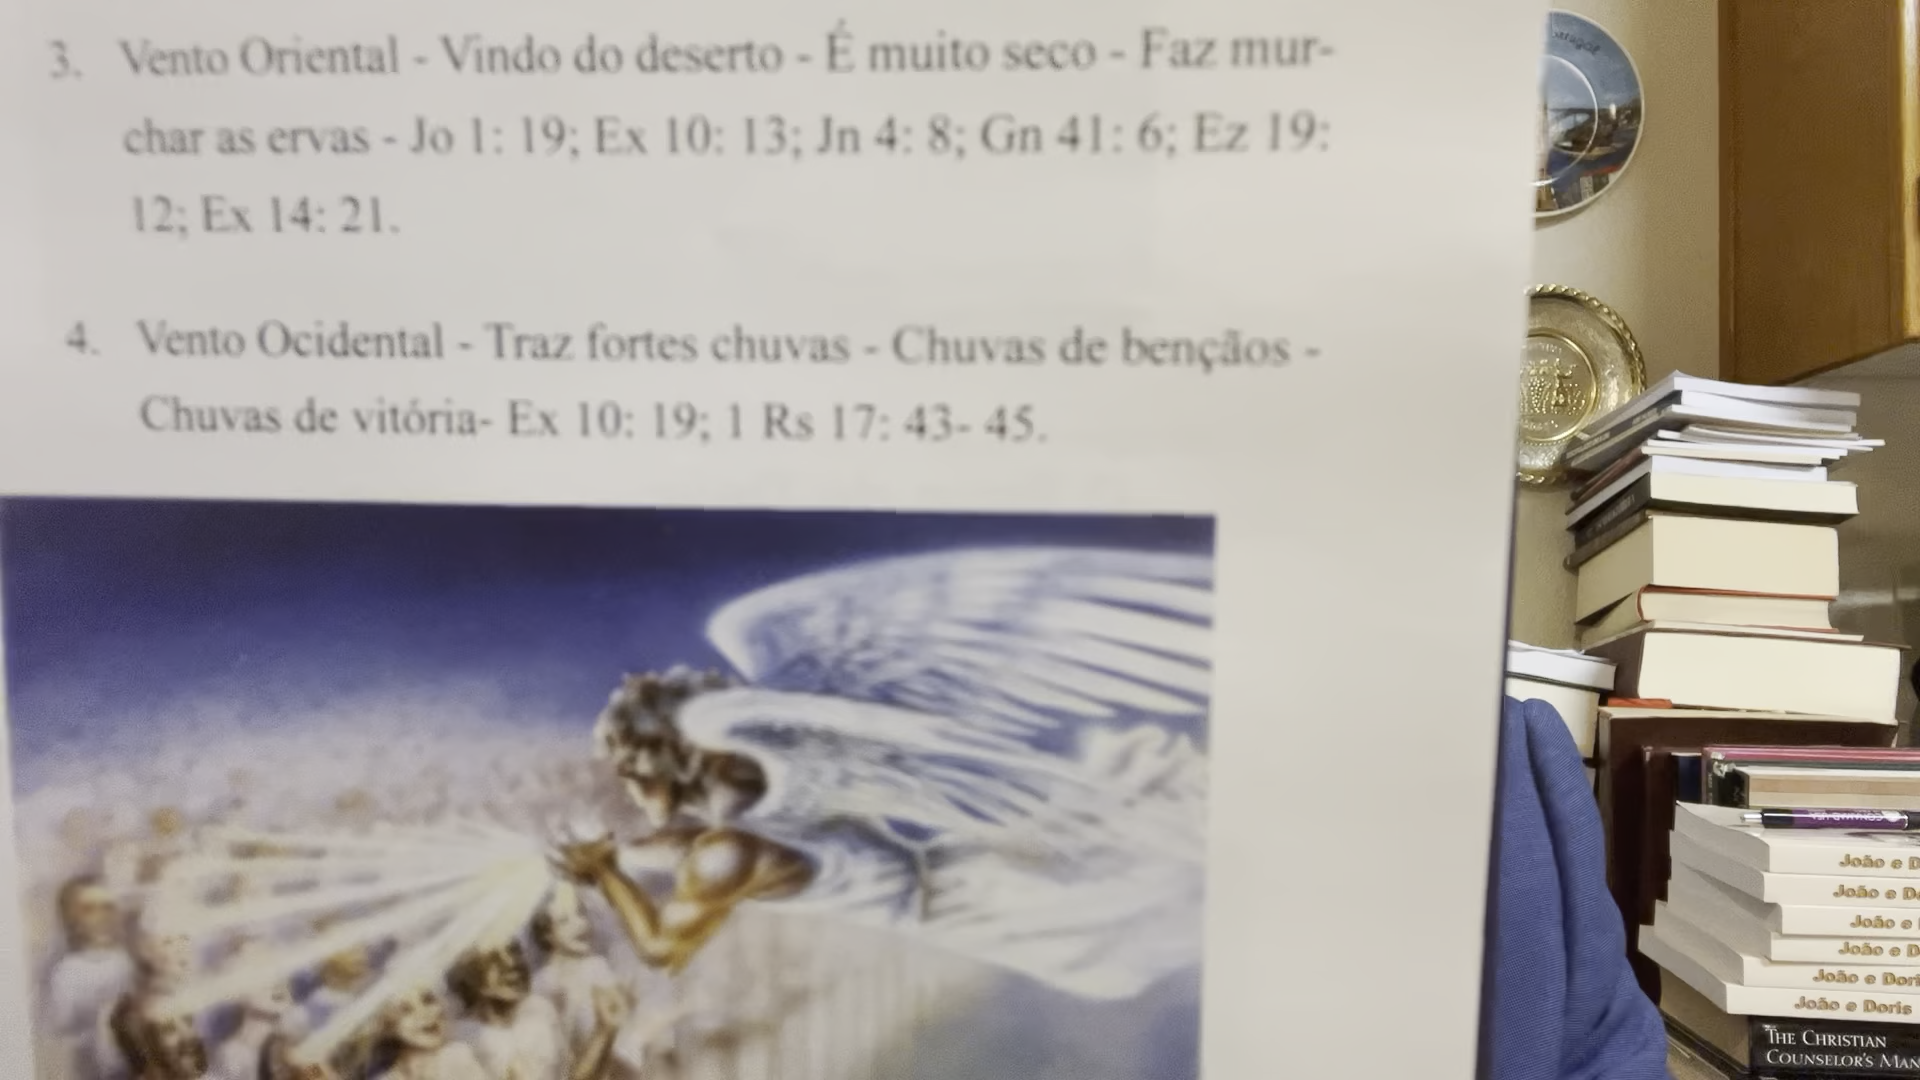 3. Vento Oriental - Vindo do deserto - É muito seco - Faz mur-
char as ervas - Jo 1: 19; Ex 10: 13; Jn 4: 8; Gn 41: 6; Ez 19:
12; Ex 14: 21.
4. Vento Ocidental - Traz fortes chuvas - Chuvas de bençãos -
Chuvas de vitória- Ex 10: 19; 1 Rs 17: 43- 45.
João e D
João e Do
João e
João e D
João e Dori
João e Doris
THE CHRISTIAN
COUNSELOR'S MAN